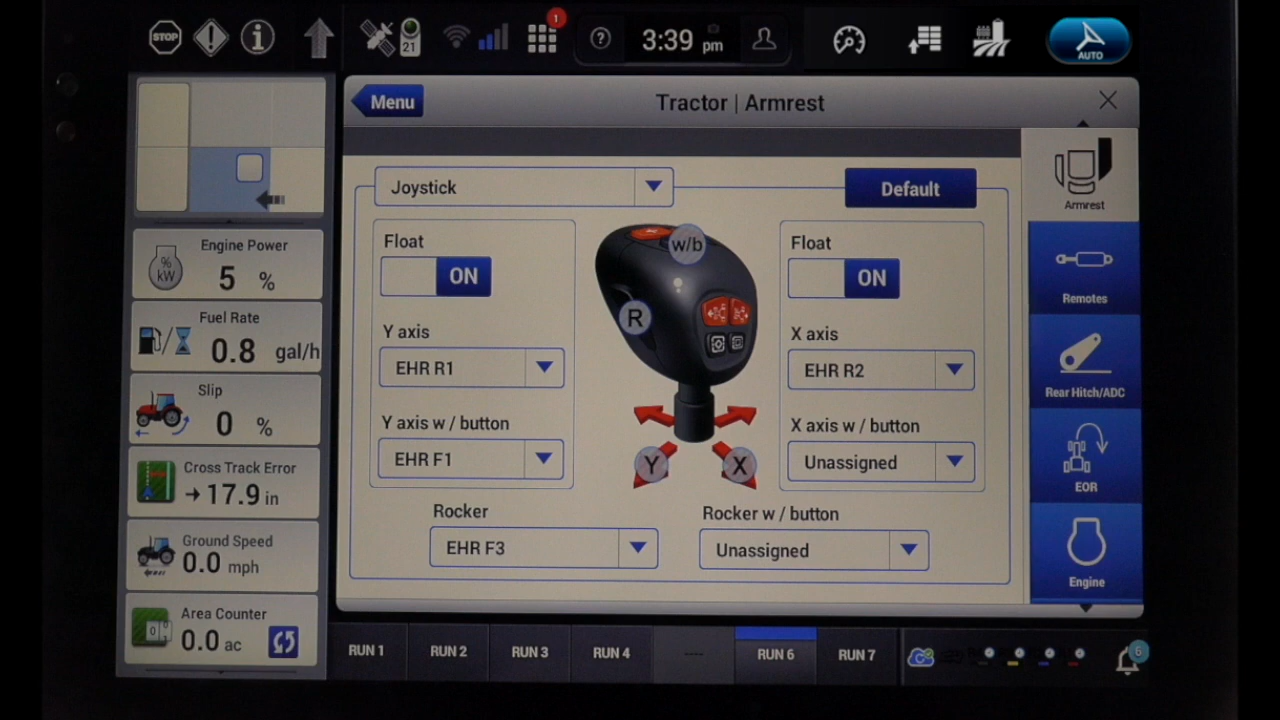 STOP
21
1
?
3:39 pm
AUTO
Menu
Tractor | Armrest
Joystick
Default
Armrest
Remotes
Rear Hitch/ADC
EOR
Engine
Engine Power
% kW
5 %
Fuel Rate
0.8 gal/h
Slip
0 %
Cross Track Error
17.9 in
Ground Speed
0.0 mph
Area Counter
0.0 ac
Float
ON
Y axis
EHR R1
Y axis w / button
EHR F1
w/b
R
Y
X
Float
ON
X axis
EHR R2
X axis w / button
Unassigned
Rocker
EHR F3
Rocker w / button
Unassigned
RUN 1
RUN 2
RUN 3
RUN 4
----
RUN 6
RUN 7
6